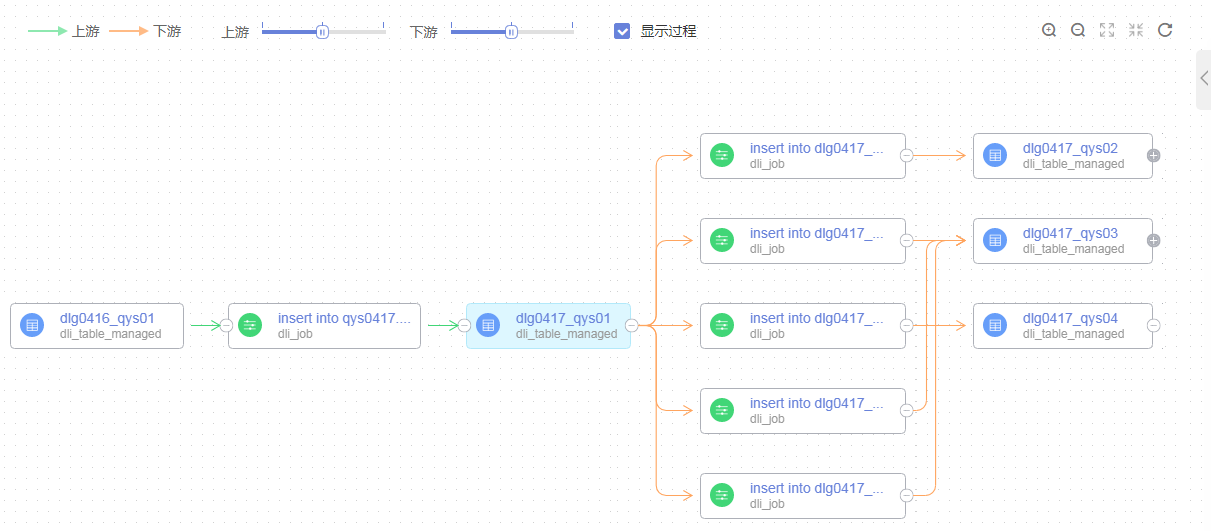 上游 下游 上游 下游 显示过程
insert into dlg0417_...
dli_job
dlg0417_qys02
dli_table_managed
insert into dlg0417_...
dli_job
dlg0417_qys03
dli_table_managed
dlg0416_qys01
dli_table_managed
insert into qys0417....
dli_job
dlg0417_qys01
dli_table_managed
insert into dlg0417_...
dli_job
dlg0417_qys04
dli_table_managed
insert into dlg0417_...
dli_job
insert into dlg0417_...
dli_job